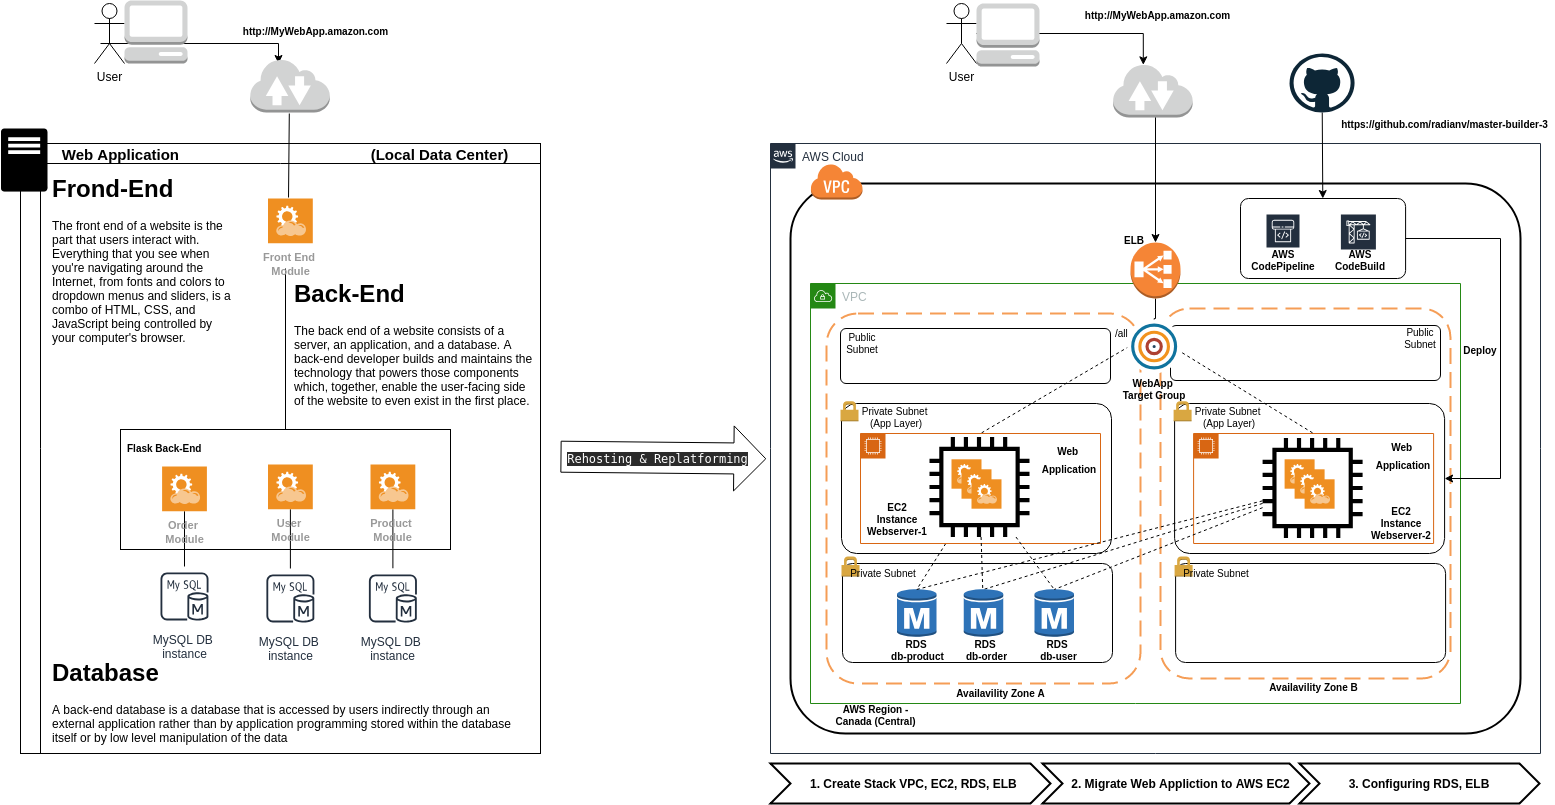 http://MyWebApp.amazon.com
User
Web Application
(Local Data Center)
Frond-End
The front end of a website is the
part that users interact with.
Everything that you see when
you're navigating around the
Internet, from fonts and colors to
dropdown menus and sliders, is a
combo of HTML, CSS, and
JavaScript being controlled by
your computer's browser.
Front End
Module
Back-End
The back end of a website consists of a
server, an application, and a database. A
back-end developer builds and maintains the
technology that powers those components
which, together, enable the user-facing side
of the website to even exist in the first place.
Flask Back-End
Order
Module
User
Module
Product
Module
My SQL
My SQL
My SQL
MySQL DB
instance
MySQL DB
instance
MySQL DB
instance
Database
A back-end database is a database that is accessed by users indirectly through an
external application rather than by application programming stored within the database
itself or by low level manipulation of the data
Rehosting & Replatforming
http://MyWebApp.amazon.com
User
https://github.com/radianv/master-builder-3
aws
AWS Cloud
VPC
ELB
AWS
CodePipeline
AWS
CodeBuild
VPC
Public
Subnet
/all
Public
Subnet
Deploy
WebApp
Target Group
Private Subnet
(App Layer)
Web
Application
EC2
Instance
Webserver-1
Private Subnet
(App Layer)
Web
Application
EC2
Instance
Webserver-2
Private Subnet
Private Subnet
RDS
db-product
RDS
db-order
RDS
db-user
Availavility Zone A
Availavility Zone B
AWS Region -
Canada (Central)
1. Create Stack VPC, EC2, RDS, ELB
2. Migrate Web Appliction to AWS EC2
3. Configuring RDS, ELB